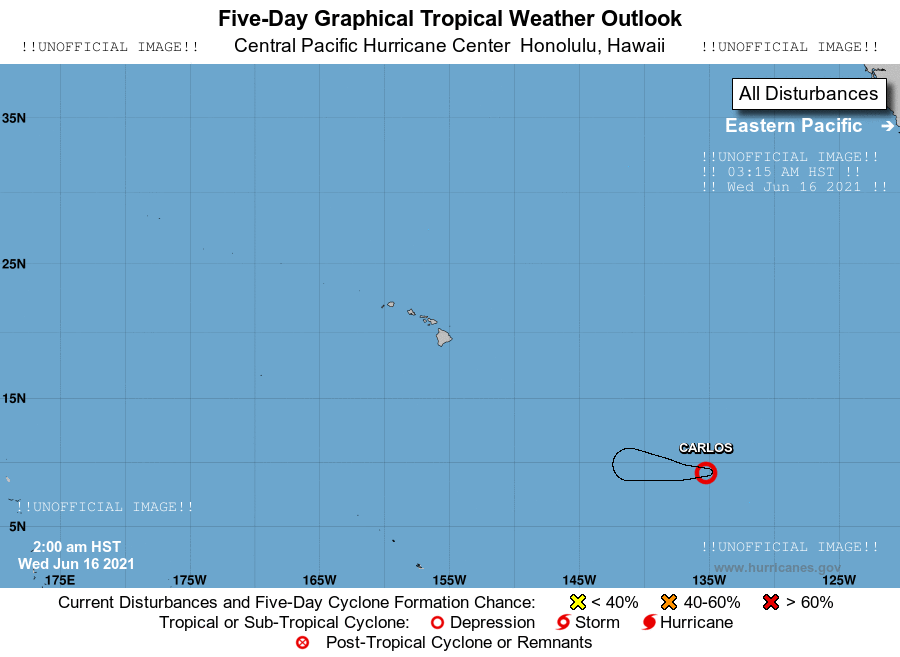 Five-Day Graphical Tropical Weather Outlook
!!UNOFFICIAL IMAGE!! Central Pacific Hurricane Center Honolulu, Hawaii !!UNOFFICIAL IMAGE!!
All Disturbances
35N
Eastern Pacific
!!UNOFFICIAL IMAGE!!
!! 03:15 AM HST !!
!! Wed Jun 16 2021 !!
25N
15N
CARLOS
!!UNOFFICIAL IMAGE!!
5N
2:00 am HST
Wed Jun 16 2021
!!UNOFFICIAL IMAGE!!
www.hurricanes.gov
175E 175W 165W 155W 145W 135W 125W
Current Disturbances and Five-Day Cyclone Formation Chance: < 40% 40-60% > 60%
Tropical or Sub-Tropical Cyclone: Depression Storm Hurricane
Post-Tropical Cyclone or Remnants